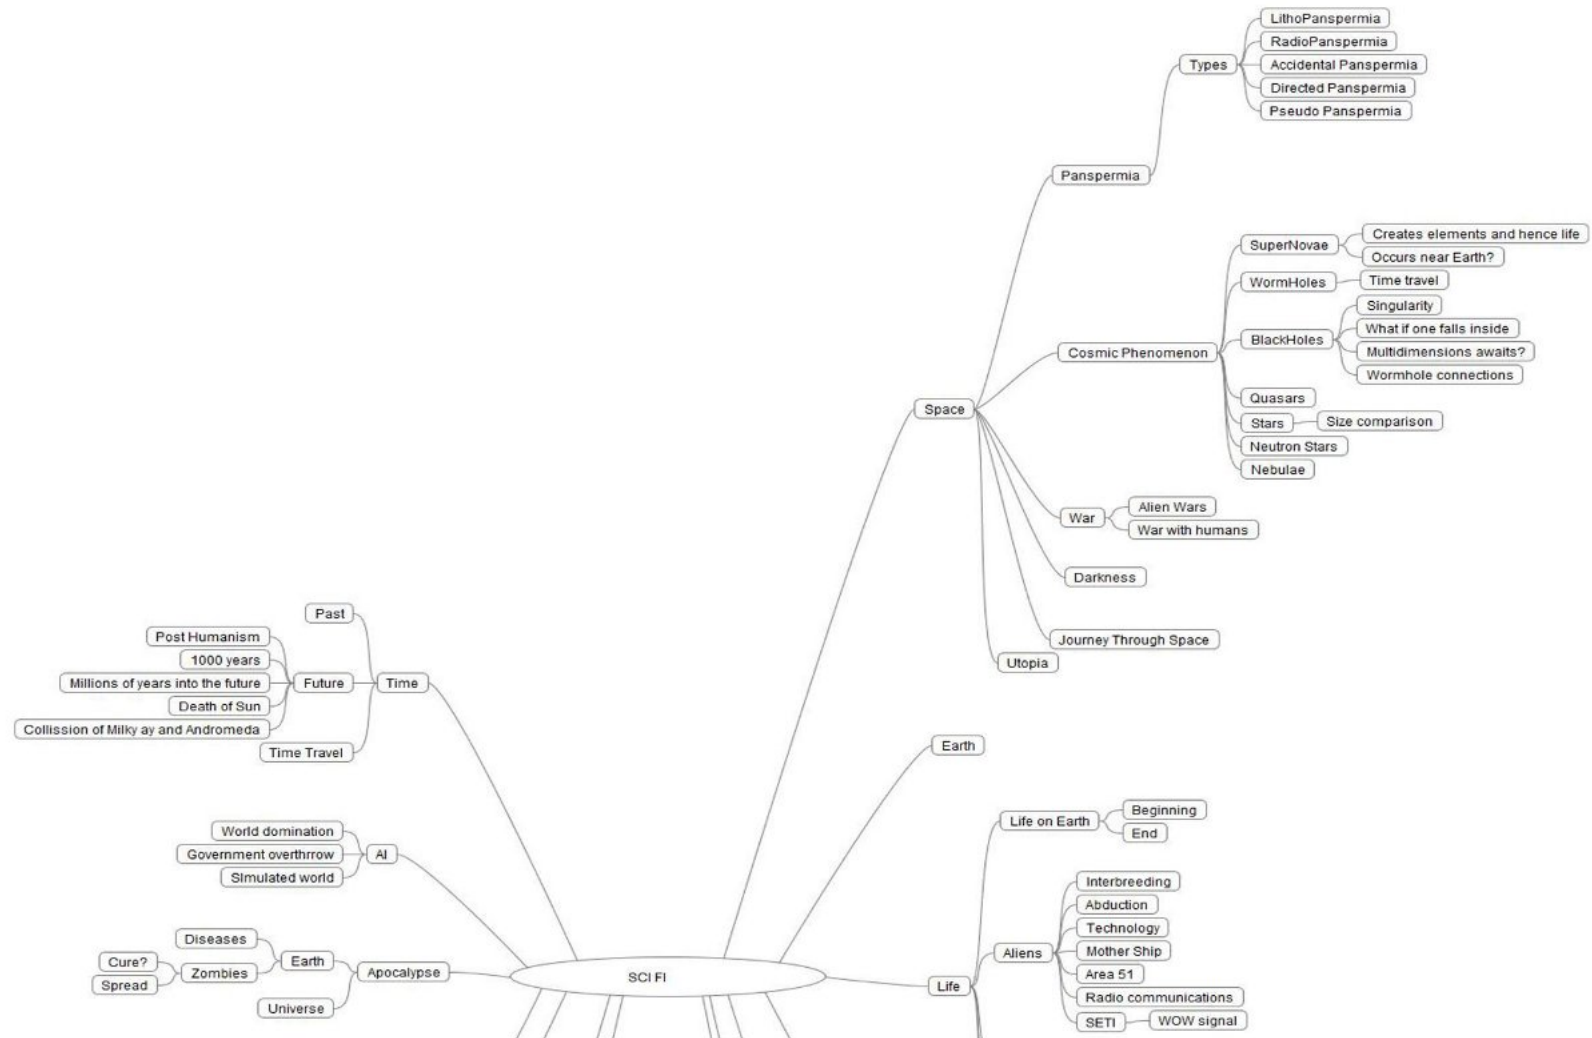 LithoPanspermia
RadioPanspermia
Types
Accidental Panspermia
Directed Panspermia
Pseudo Panspermia
Panspermia
Creates elements and hence life
SuperNovae
Occurs near Earth?
WormHoles
Time travel
Singularity
What if one falls inside
BlackHoles
Multidimensions awaits?
Cosmic Phenomenon
Wormhole connections
Quasars
Space
Stars
Size comparison
Neutron Stars
Nebulae
Alien Wars
War
War with humans
Darkness
Journey Through Space
Utopia
Past
Post Humanism
1000 years
Millions of years into the future
Future
Time
Death of Sun
Collission of Milky ay and Andromeda
Time Travel
Earth
World domination
Government overthrrow
AI
SImulated world
Life on Earth
Beginning
End
Interbreeding
Abduction
Technology
Aliens
Mother Ship
Area 51
Radio communications
SETI
WOW signal
Life
Diseases
Cure?
Zombies
Earth
Spread
Apocalypse
Universe
SCI FI